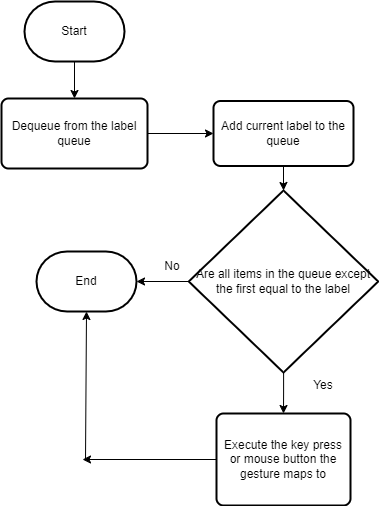 Start
Dequeue from the label
queue
Add current label to the
queue
Are all items in the queue except
the first equal to the label
No
End
Yes
Execute the key press
or mouse button the
gesture maps to